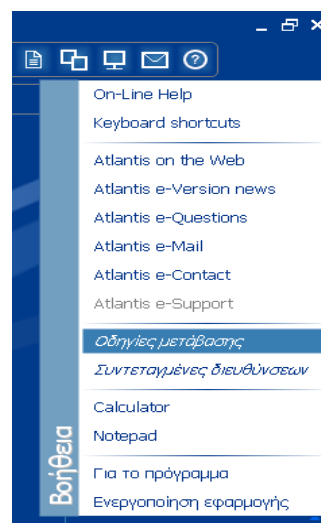 On-Line Help
Keyboard shortcuts
Atlantis on the Web
Atlantis e-Version news
Atlantis e-Questions
Atlantis e-Mail
Atlantis e-Contact
Atlantis e-Support
Οδηγίες μετάβασης
Συντεταγμένες διευθύνσεων
Calculator
Notepad
Για το πρόγραμμα
Ενεργοποίηση εφαρμογής
Βοήθεια